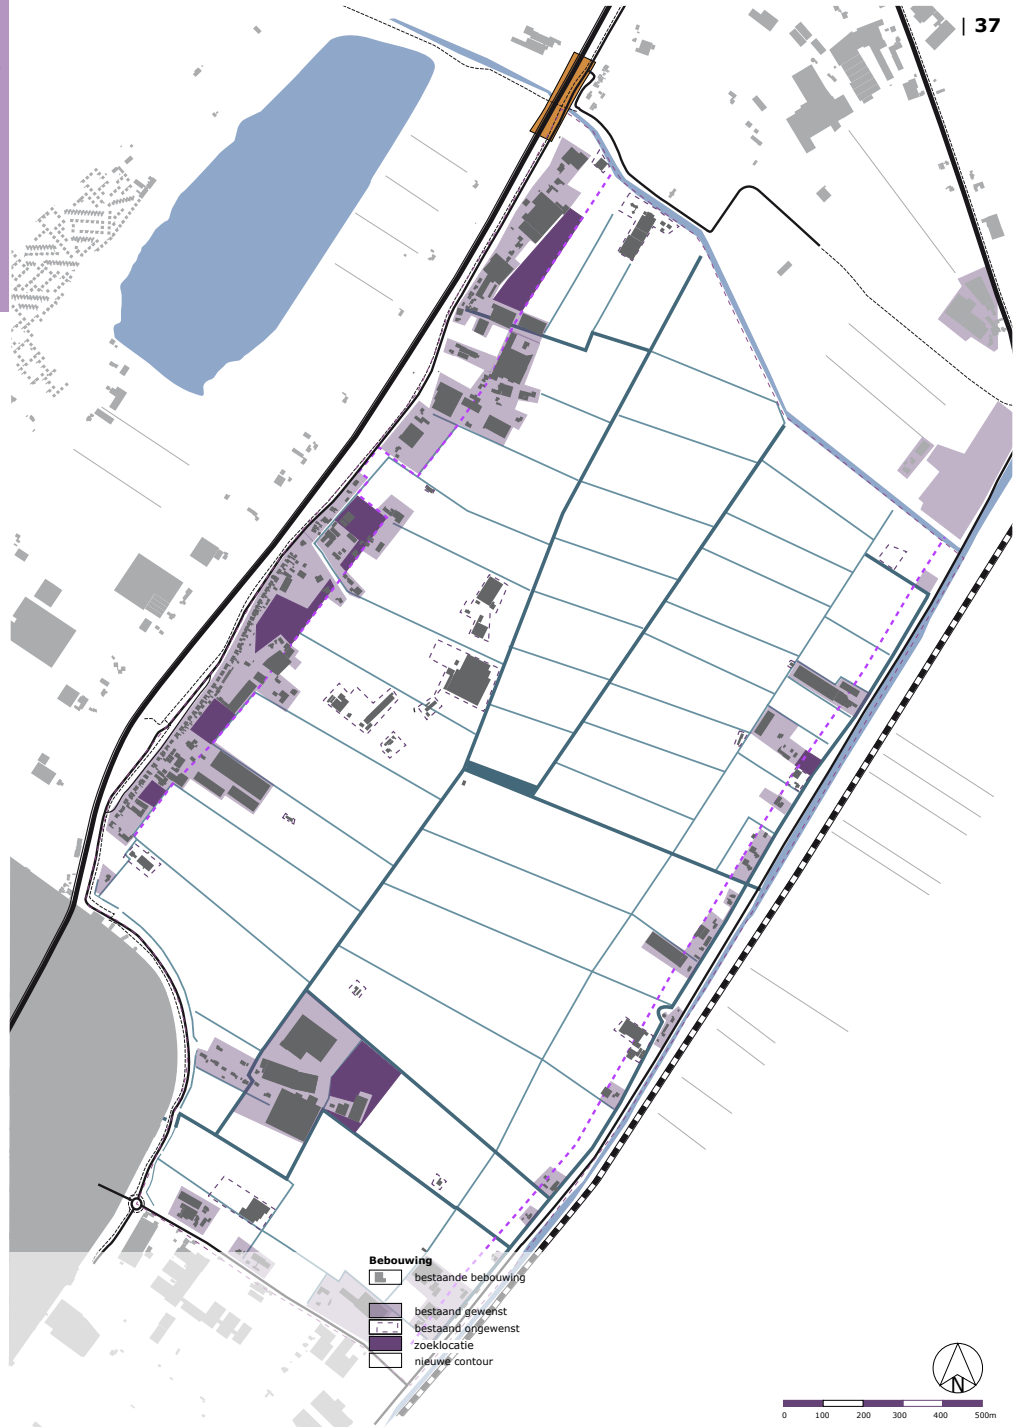 | 37
Bebouwing
bestaande bebouwing
bestaand gewenst
bestaand ongewenst
zoeklocatie
nieuwe contour
N
0 100 200 300 400 500m